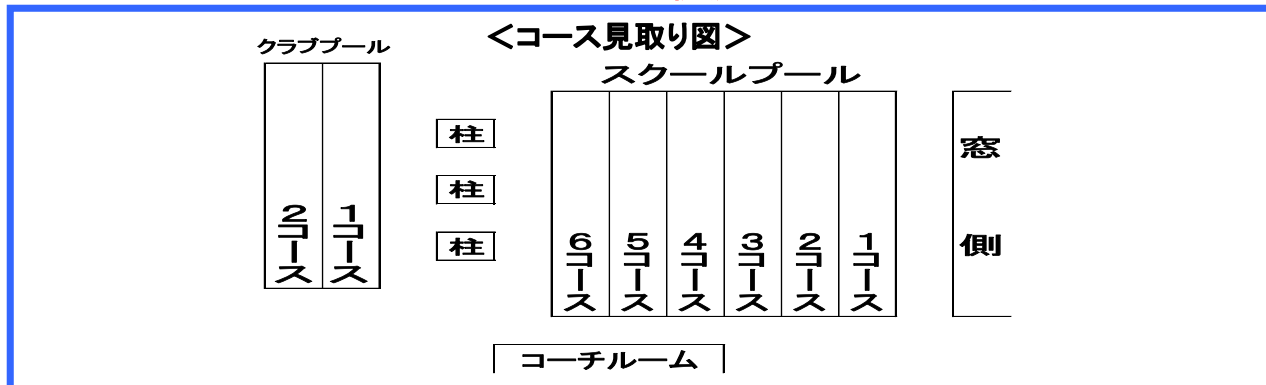 ＜コース見取り図＞
クラブプール
2コース
1コース
柱
柱
柱
スクールプール
6コース
5コース
4コース
3コース
2コース
1コース
窓側
コーチルーム